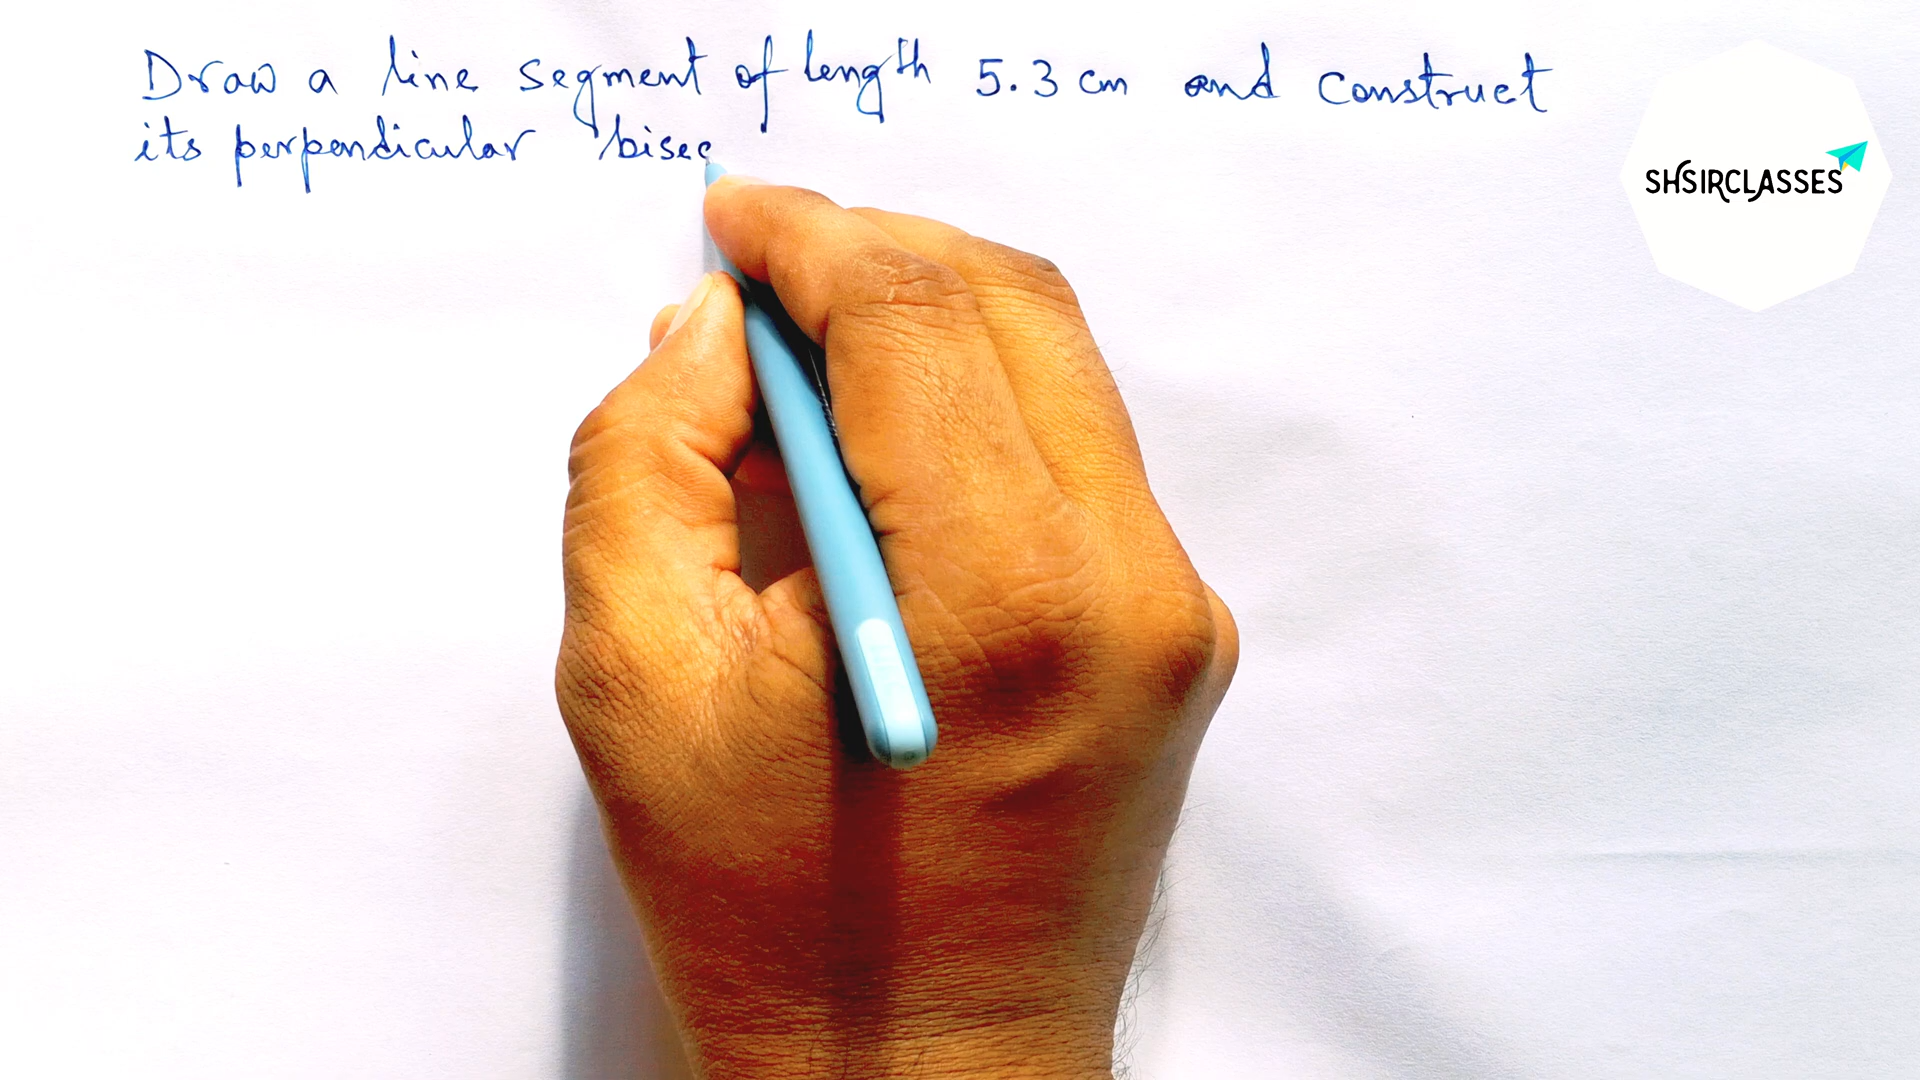 Draw a line segment of length 5.3 cm and construct
its perpendicular bisec
SHSIRCLASSES